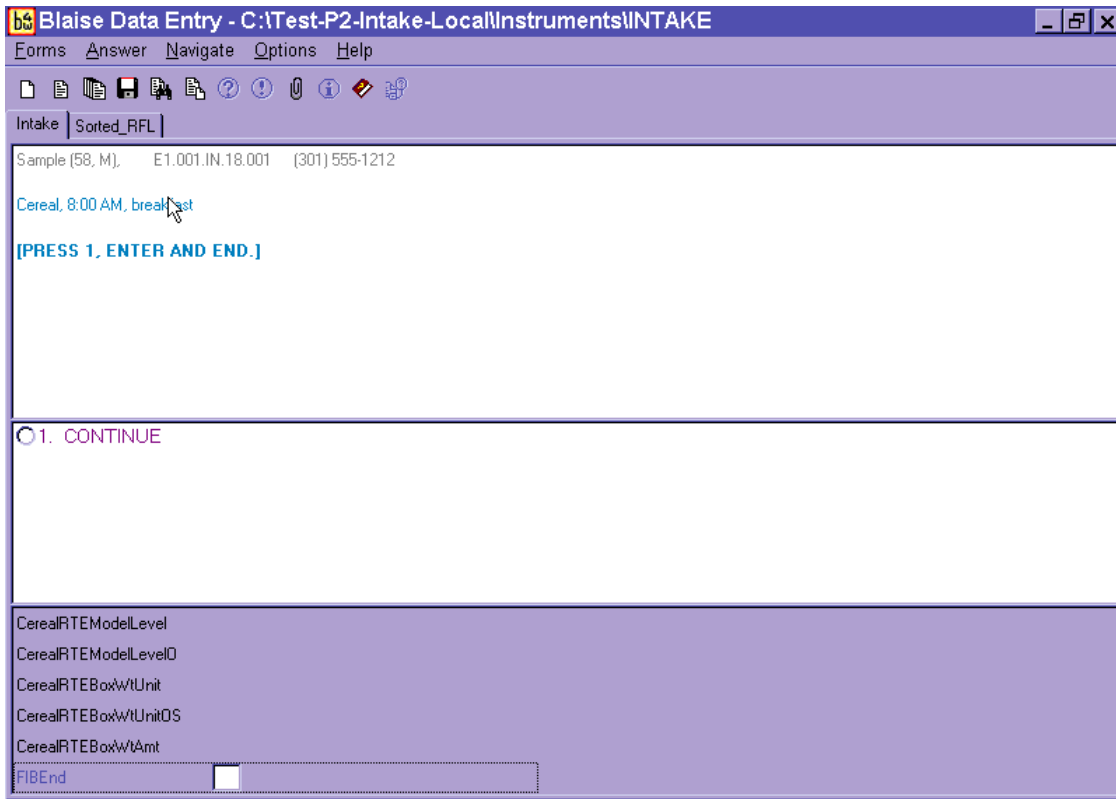 Blaise Data Entry - C:\Test-P2-Intake-Local\Instruments\INTAKE
Forms Answer Navigate Options Help
Intake Sorted_RFL
Sample (58, M), E1.001.IN.18.001 (301) 555-1212
Cereal, 8:00 AM, breakfast
[PRESS 1, ENTER AND END.]
1. CONTINUE
CerealRTEModelLevel
CerealRTEModelLevelO
CerealRTEBoxWtUnit
CerealRTEBoxWtUnitOS
CerealRTEBoxWtAmt
FIBEnd